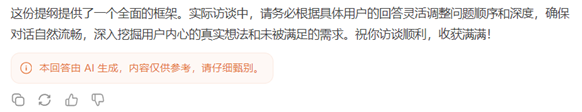 这份提纲提供了一个全面的框架。实际访谈中，请务必根据具体用户的回答灵活调整问题顺序和深度，确保
对话自然流畅，深入挖掘用户内心的真实想法和未被满足的需求。祝你访谈顺利，收获满满！
本回答由 AI 生成，内容仅供参考，请仔细甄别。